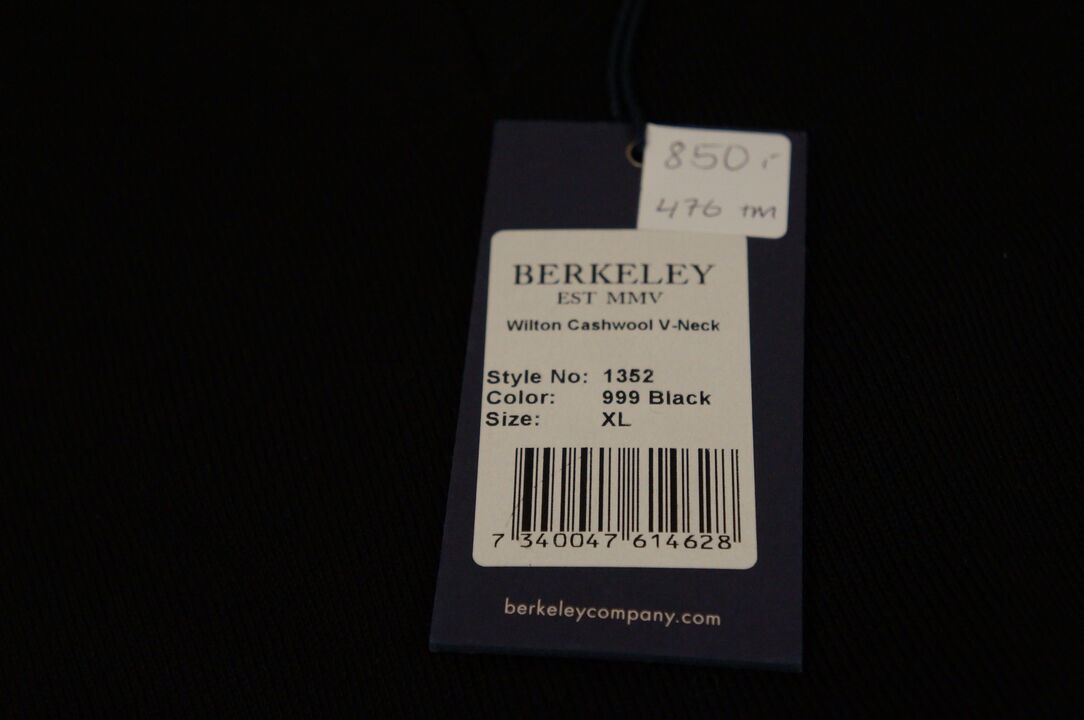 850:-
476 TM
BERKELEY
EST MMV
Wilton Cashwool V-Neck
Style No: 1352
Color: 999 Black
Size: XL
7 340047 614628
berkeleycompany.com